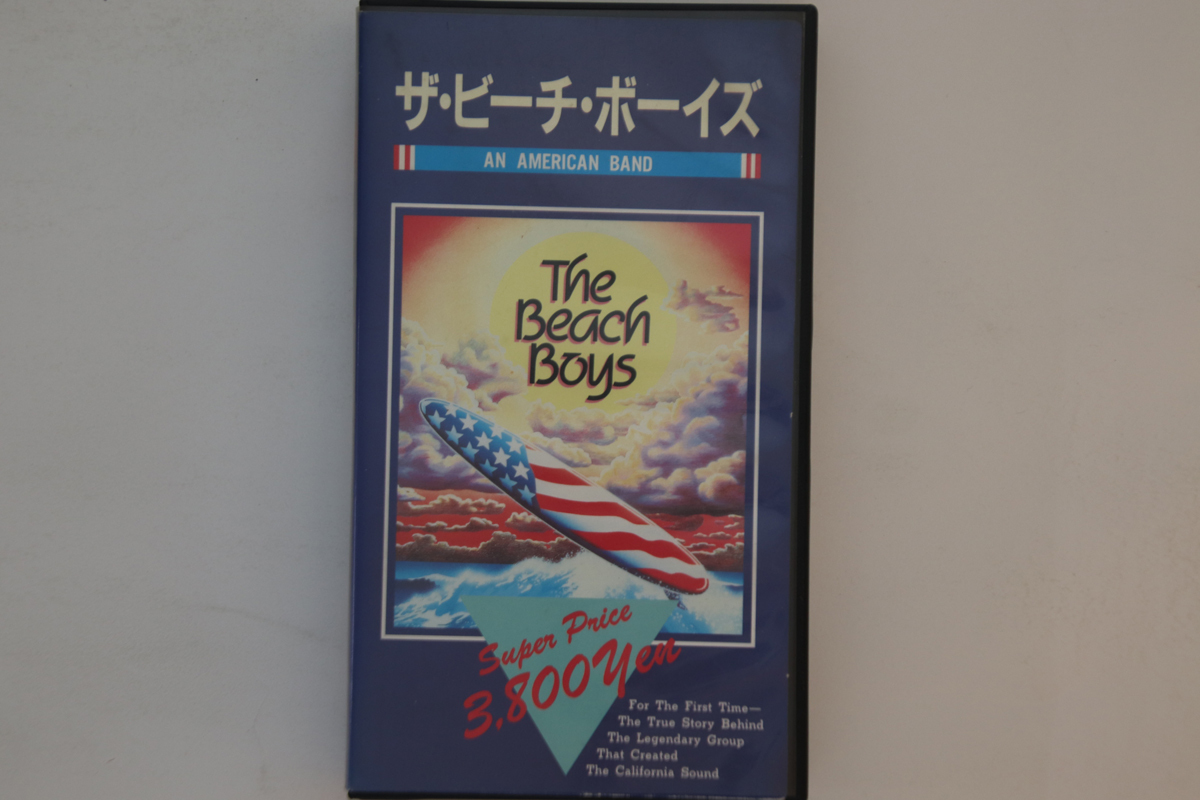 ザ・ビーチ・ボーイズ
AN AMERICAN BAND
The
Beach
Boys
Super Price
3,800Yen
For The First Time—
The True Story Behind
The Legendary Group
That Created
The California Sound